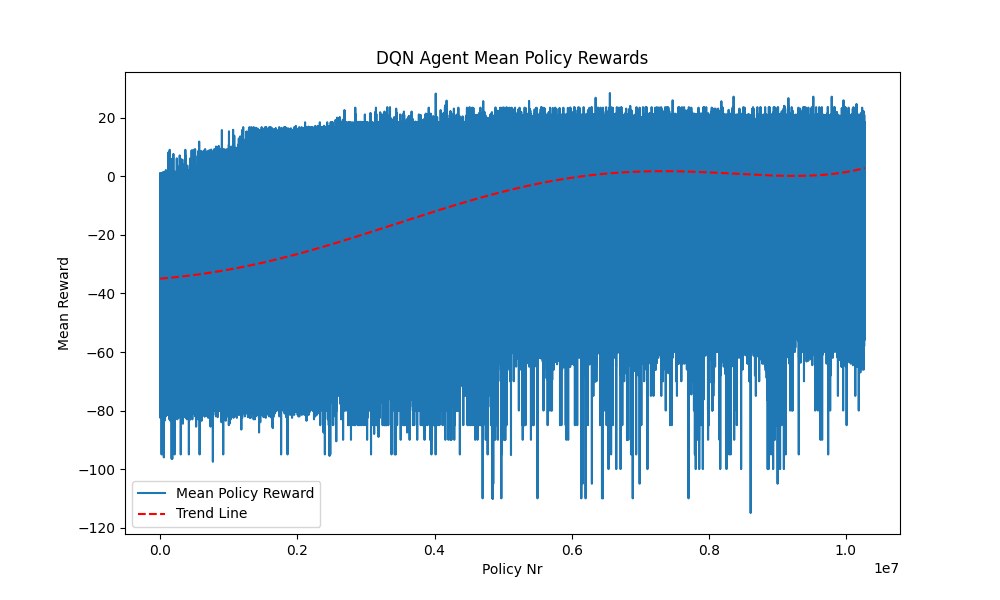 DQN Agent Mean Policy Rewards
Mean Reward
20
0
−20
−40
−60
−80
−100
−120
Mean Policy Reward
Trend Line
0.0 0.2 0.4 0.6 0.8 1.0
1e7
Policy Nr